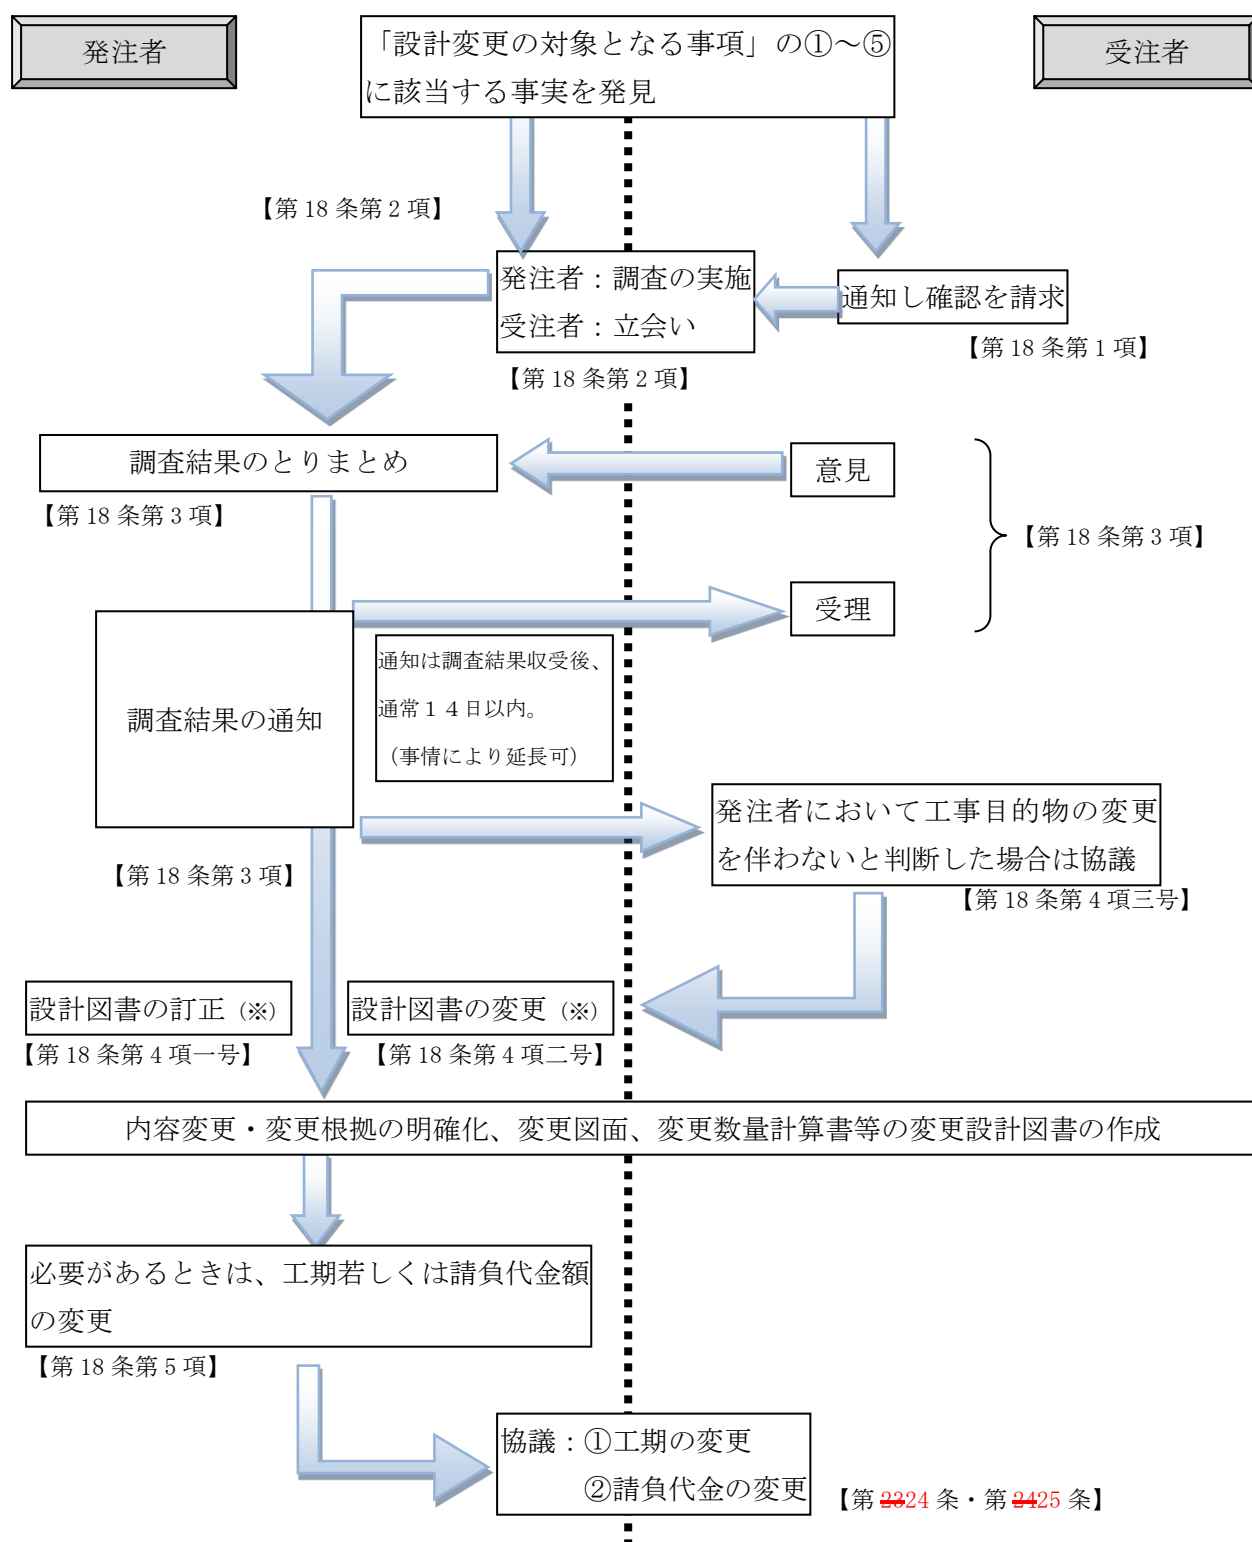 発注者
「設計変更の対象となる事項」の①～⑤
に該当する事実を発見
受注者
【第18条第2項】
発注者：調査の実施
受注者：立会い
通知し確認を請求
【第18条第1項】
【第18条第2項】
調査結果のとりまとめ
意見
【第18条第3項】
【第18条第3項】
受理
通知は調査結果収受後、
通常１４日以内。
（事情により延長可）
調査結果の通知
発注者において工事目的物の変更
を伴わないと判断した場合は協議
【第18条第3項】
【第18条第4項三号】
設計図書の訂正（※）
設計図書の変更（※）
【第18条第4項一号】
【第18条第4項二号】
内容変更・変更根拠の明確化、変更図面、変更数量計算書等の変更設計図書の作成
必要があるときは、工期若しくは請負代金額
の変更
【第18条第5項】
協議：①工期の変更
②請負代金の変更
【第2324条・第2425条】